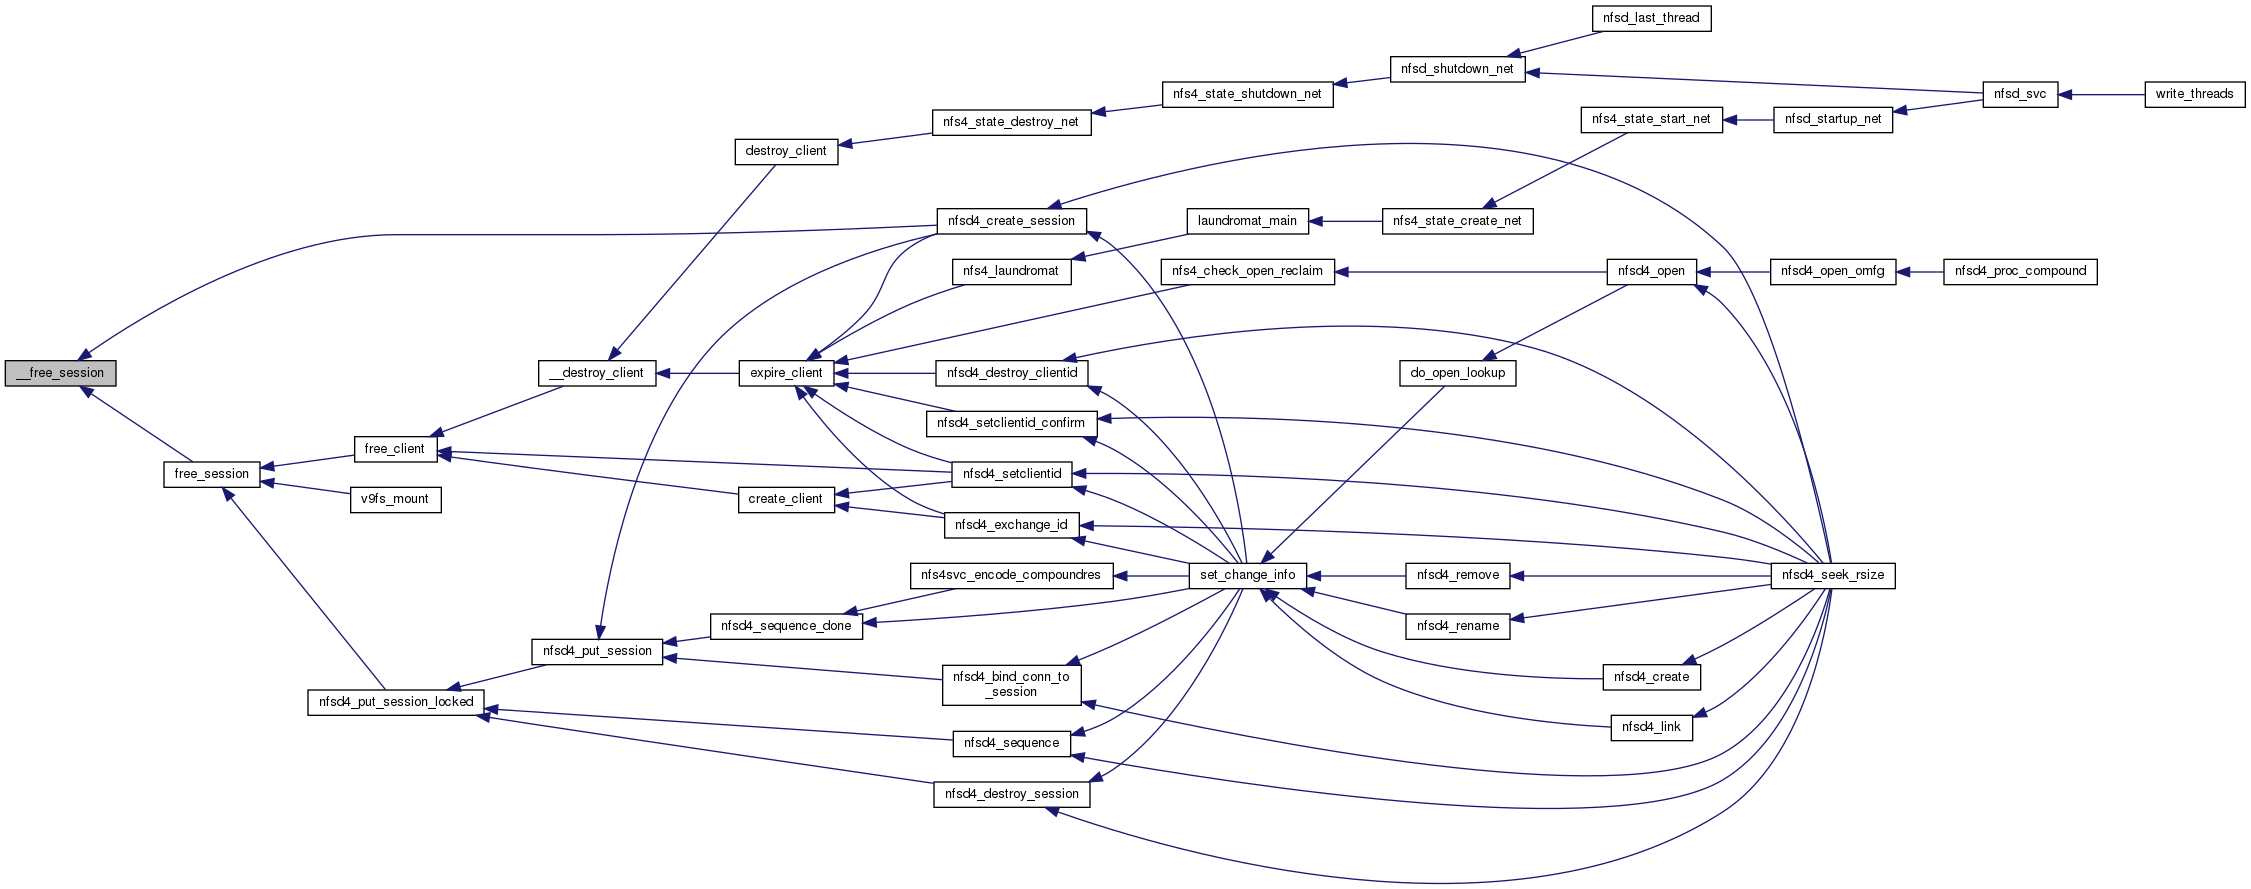 nfsd_last_thread
nfsd_shutdown_net
nfs4_state_shutdown_net
nfsd_svc
write_threads
nfs4_state_destroy_net
nfs4_state_start_net
nfsd_startup_net
destroy_client
nfsd4_create_session
laundromat_main
nfs4_state_create_net
nfs4_laundromat
nfs4_check_open_reclaim
nfsd4_open
nfsd4_open_omfg
nfsd4_proc_compound
__free_session
__destroy_client
expire_client
nfsd4_destroy_clientid
do_open_lookup
nfsd4_setclientid_confirm
free_client
free_session
nfsd4_setclientid
v9fs_mount
create_client
nfsd4_exchange_id
nfs4svc_encode_compoundres
set_change_info
nfsd4_remove
nfsd4_seek_rsize
nfsd4_sequence_done
nfsd4_rename
nfsd4_put_session
nfsd4_bind_conn_to
_session
nfsd4_create
nfsd4_put_session_locked
nfsd4_link
nfsd4_sequence
nfsd4_destroy_session